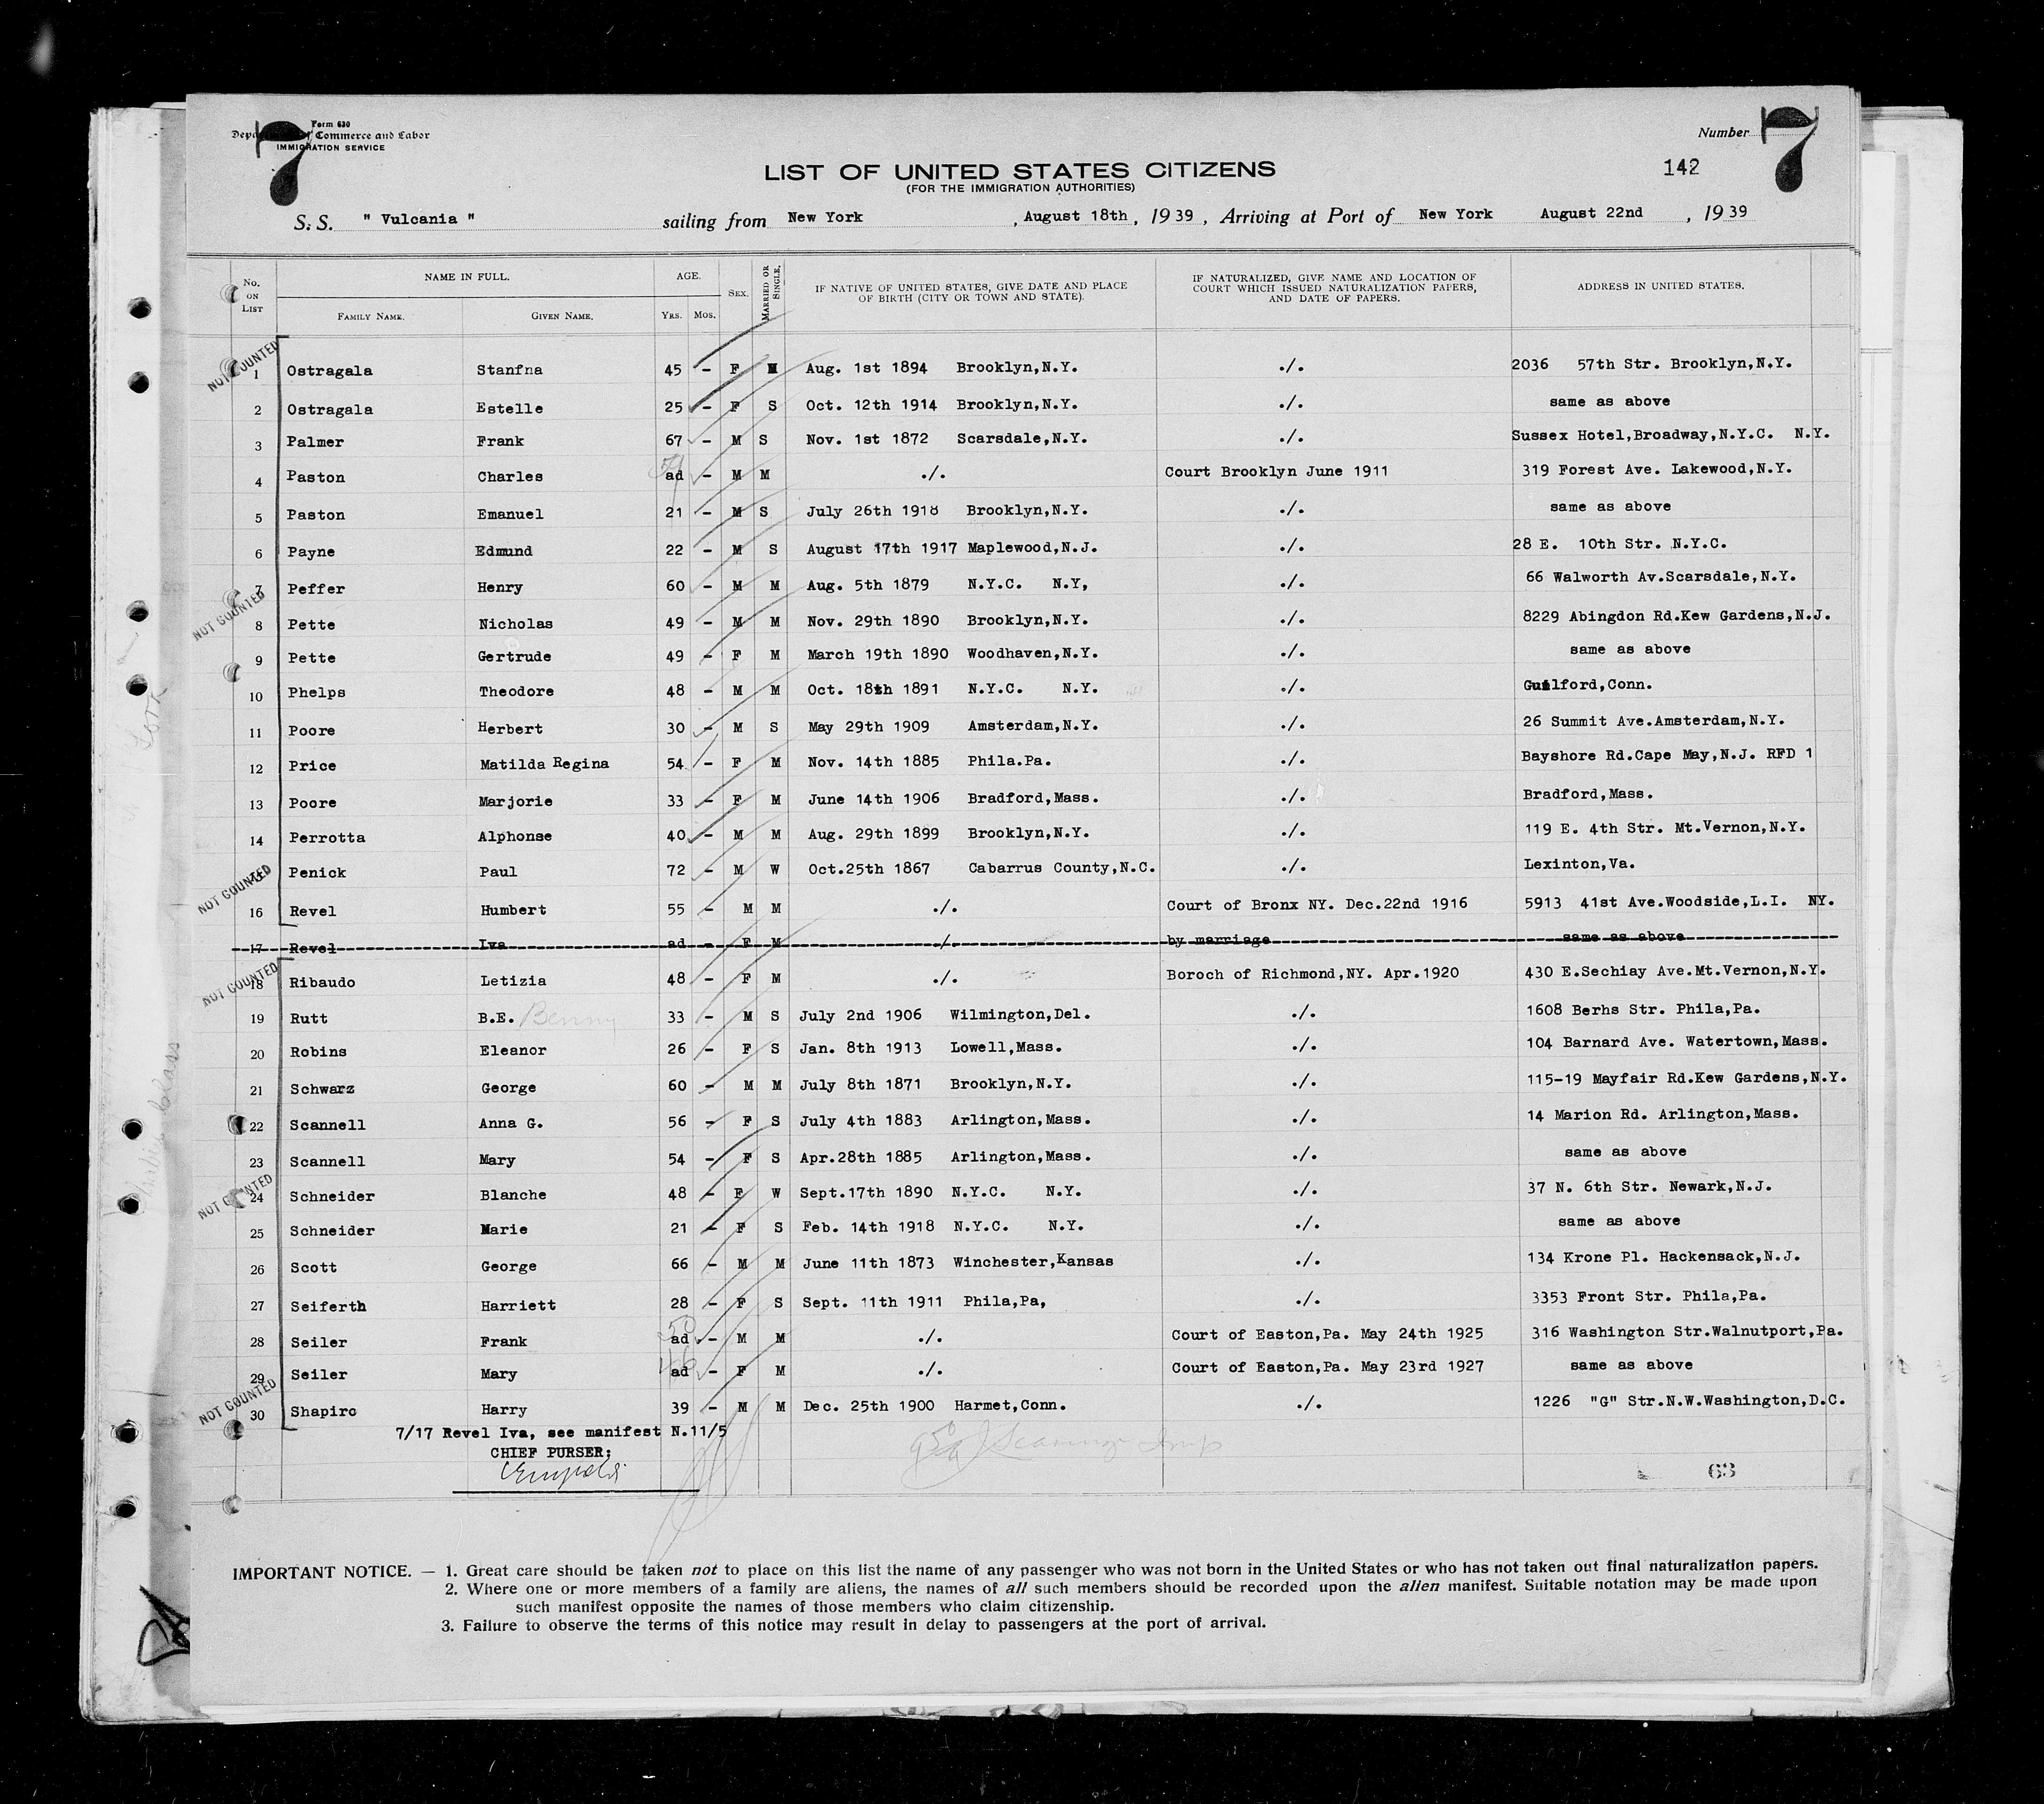 Form 630
Department of Commerce and Labor
IMMIGRATION SERVICE
7
Number 7
142
LIST OF UNITED STATES CITIZENS
(FOR THE IMMIGRATION AUTHORITIES)
S. S. " Vulcania " sailing from New York , August 18th , 19 39 , Arriving at Port of New York August 22nd , 19 39
No. ON LIST NAME IN FULL. FAMILY NAME. GIVEN NAME. AGE. YRS. MOS. SEX. MARRIED OR SINGLE. IF NATIVE OF UNITED STATES, GIVE DATE AND PLACE OF BIRTH (CITY OR TOWN AND STATE). IF NATURALIZED, GIVE NAME AND LOCATION OF COURT WHICH ISSUED NATURALIZATION PAPERS, AND DATE OF PAPERS. ADDRESS IN UNITED STATES.
NOT COUNTED
1 Ostragala Stanfna 45 - F M Aug. 1st 1894 Brooklyn,N.Y. ./. 2036 57th Str. Brooklyn,N.Y.
2 Ostragala Estelle 25 - F S Oct. 12th 1914 Brooklyn,N.Y. ./. same as above
3 Palmer Frank 67 - M S Nov. 1st 1872 Scarsdale,N.Y. ./. Sussex Hotel,Broadway,N.Y.C. N.Y.
4 Paston Charles ad - M M ./. Court Brooklyn June 1911 319 Forest Ave. Lakewood,N.Y.
5 Paston Emanuel 21 - M S July 26th 1918 Brooklyn,N.Y. ./. same as above
6 Payne Edmund 22 - M S August 17th 1917 Maplewood,N.J. ./. 28 E. 10th Str. N.Y.C.
7 Peffer Henry 60 - M M Aug. 5th 1879 N.Y.C. N.Y, ./. 66 Walworth Av.Scarsdale,N.Y.
NOT COUNTED
8 Pette Nicholas 49 - M M Nov. 29th 1890 Brooklyn,N.Y. ./. 8229 Abingdon Rd.Kew Gardens,N.J.
9 Pette Gertrude 49 - F M March 19th 1890 Woodhaven,N.Y. ./. same as above
10 Phelps Theodore 48 - M M Oct. 18th 1891 N.Y.C. N.Y. ./. Guilford,Conn.
11 Poore Herbert 30 - M S May 29th 1909 Amsterdam,N.Y. ./. 26 Summit Ave.Amsterdam,N.Y.
12 Price Matilda Regina 54 - F M Nov. 14th 1885 Phila.Pa. ./. Bayshore Rd.Cape May,N.J. RFD 1
13 Poore Marjorie 33 - F M June 14th 1906 Bradford,Mass. ./. Bradford,Mass.
14 Perrotta Alphonse 40 - M M Aug. 29th 1899 Brooklyn,N.Y. ./. 119 E. 4th Str. Mt.Vernon,N.Y.
NOT COUNTED
15 Penick Paul 72 - M W Oct.25th 1867 Cabarrus County,N.C. ./. Lexinton,Va.
16 Revel Humbert 55 - M M ./. Court of Bronx NY. Dec.22nd 1916 5913 41st Ave.Woodside,L.I. NY.
17 Revel Iva ad - F M ./. by marriage same as above
NOT COUNTED
18 Ribaudo Letizia 48 - F M ./. Boroch of Richmond,NY. Apr.1920 430 E.Sechiay Ave.Mt.Vernon,N.Y.
19 Rutt B.E. Benny 33 - M S July 2nd 1906 Wilmington,Del. ./. 1608 Berhs Str. Phila,Pa.
20 Robins Eleanor 26 - F S Jan. 8th 1913 Lowell,Mass. ./. 104 Barnard Ave. Watertown,Mass.
21 Schwarz George 60 - M M July 8th 1871 Brooklyn,N.Y. ./. 115-19 Mayfair Rd.Kew Gardens,N.Y.
22 Scannell Anna G. 56 - F S July 4th 1883 Arlington,Mass. ./. 14 Marion Rd. Arlington,Mass.
23 Scannell Mary 54 - F S Apr.28th 1885 Arlington,Mass. ./. same as above
NOT COUNTED
24 Schneider Blanche 48 - F W Sept.17th 1890 N.Y.C. N.Y. ./. 37 N. 6th Str. Newark,N.J.
25 Schneider Marie 21 - F S Feb. 14th 1918 N.Y.C. N.Y. ./. same as above
26 Scott George 66 - M M June 11th 1873 Winchester,Kansas ./. 134 Krone Pl. Hackensack,N.J.
27 Seiferth Harriett 28 - F S Sept. 11th 1911 Phila,Pa, ./. 3353 Front Str. Phila,Pa.
28 Seiler Frank 50 ad - M M ./. Court of Easton,Pa. May 24th 1925 316 Washington Str.Walnutport,Pa.
29 Seiler Mary 46 ad - F M ./. Court of Easton,Pa. May 23rd 1927 same as above
NOT COUNTED
30 Shapiro Harry 39 - M M Dec. 25th 1900 Harmet,Conn. ./. 1226 "G" Str.N.W.Washington,D.C.
7/17 Revel Iva, see manifest N.11/5
CHIEF PURSER;
63
IMPORTANT NOTICE. — 1. Great care should be taken not to place on this list the name of any passenger who was not born in the United States or who has not taken out final naturalization papers.
2. Where one or more members of a family are aliens, the names of all such members should be recorded upon the alien manifest. Suitable notation may be made upon
such manifest opposite the names of those members who claim citizenship.
3. Failure to observe the terms of this notice may result in delay to passengers at the port of arrival.